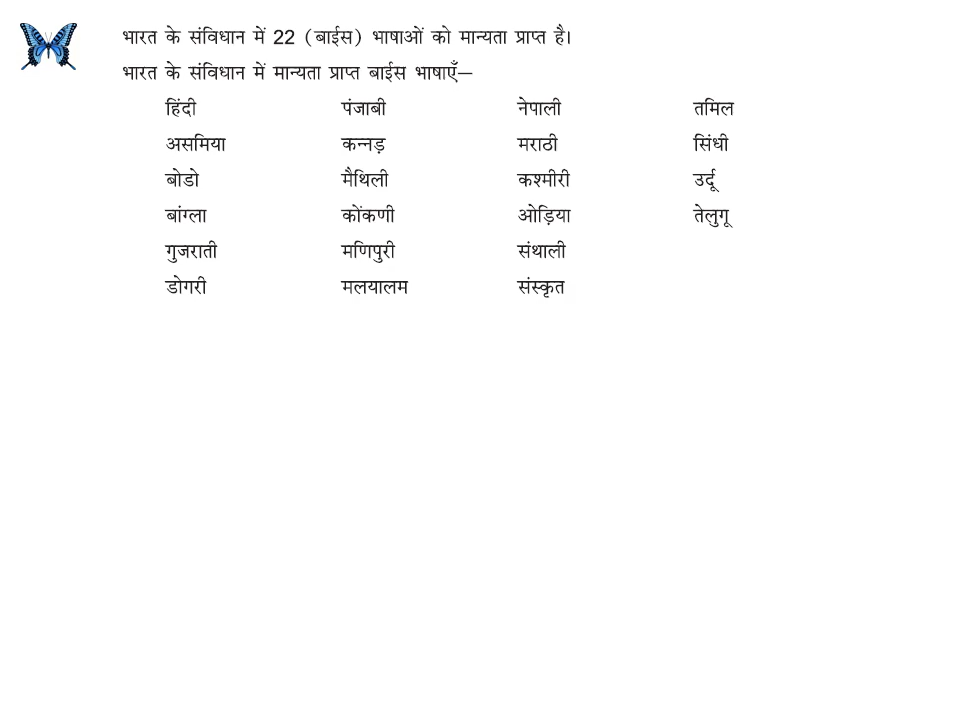 भारत के संविधान में 22 (बाईस) भाषाओं को मान्यता प्राप्त है।
भारत के संविधान में मान्यता प्राप्त बाईस भाषाएँ—
हिंदी पंजाबी नेपाली तमिल
असमिया कन्नड़ मराठी सिंधी
बोडो मैथिली कश्मीरी उर्दू
बांग्ला कोंकणी ओड़िया तेलुगू
गुजराती मणिपुरी संथाली
डोगरी मलयालम संस्कृत